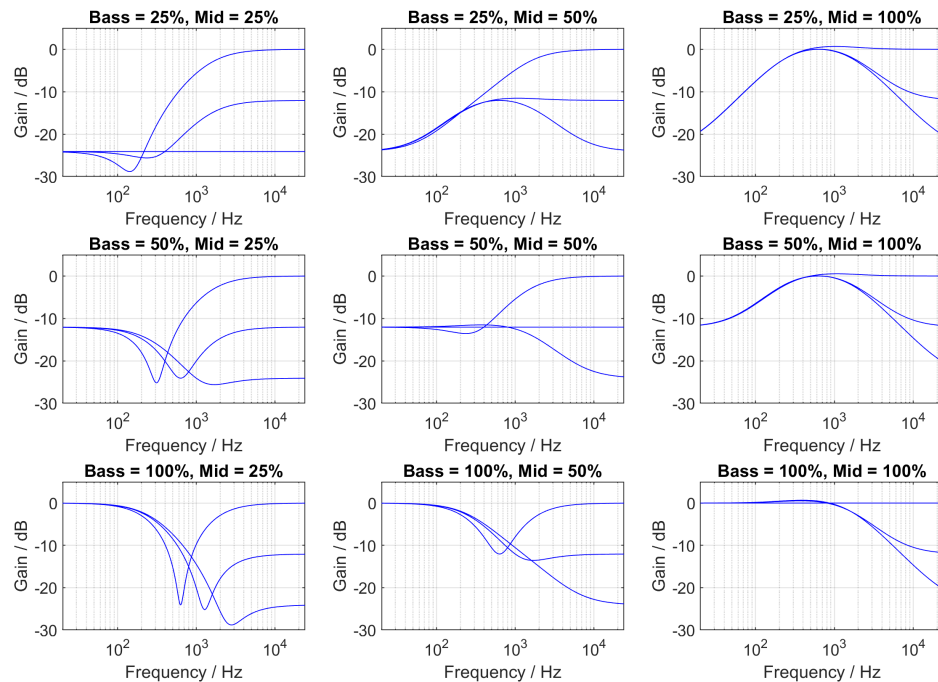 Bass = 25%, Mid = 25%
Bass = 25%, Mid = 50%
Bass = 25%, Mid = 100%
0
-10
-20
-30
Gain / dB
10^2
10^3
10^4
Frequency / Hz
0
-10
-20
-30
Gain / dB
10^2
10^3
10^4
Frequency / Hz
0
-10
-20
-30
Gain / dB
10^2
10^3
10^4
Frequency / Hz
Bass = 50%, Mid = 25%
Bass = 50%, Mid = 50%
Bass = 50%, Mid = 100%
0
-10
-20
-30
Gain / dB
10^2
10^3
10^4
Frequency / Hz
0
-10
-20
-30
Gain / dB
10^2
10^3
10^4
Frequency / Hz
0
-10
-20
-30
Gain / dB
10^2
10^3
10^4
Frequency / Hz
Bass = 100%, Mid = 25%
Bass = 100%, Mid = 50%
Bass = 100%, Mid = 100%
0
-10
-20
-30
Gain / dB
10^2
10^3
10^4
Frequency / Hz
0
-10
-20
-30
Gain / dB
10^2
10^3
10^4
Frequency / Hz
0
-10
-20
-30
Gain / dB
10^2
10^3
10^4
Frequency / Hz